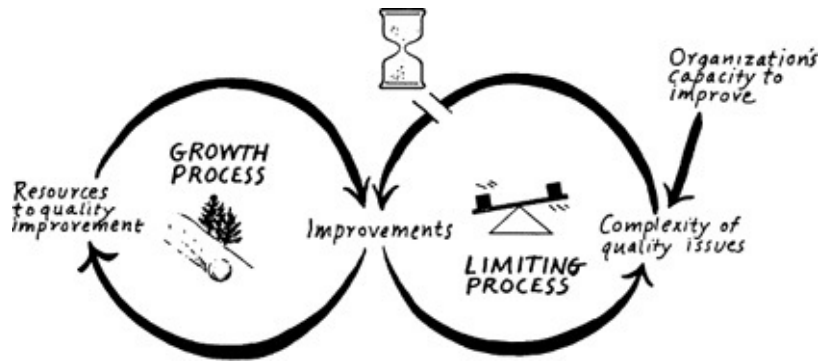 Organization's
capacity to
improve
GROWTH
PROCESS
Resources
to quality
improvement
Improvements
LIMITING
PROCESS
Complexity of
quality issues